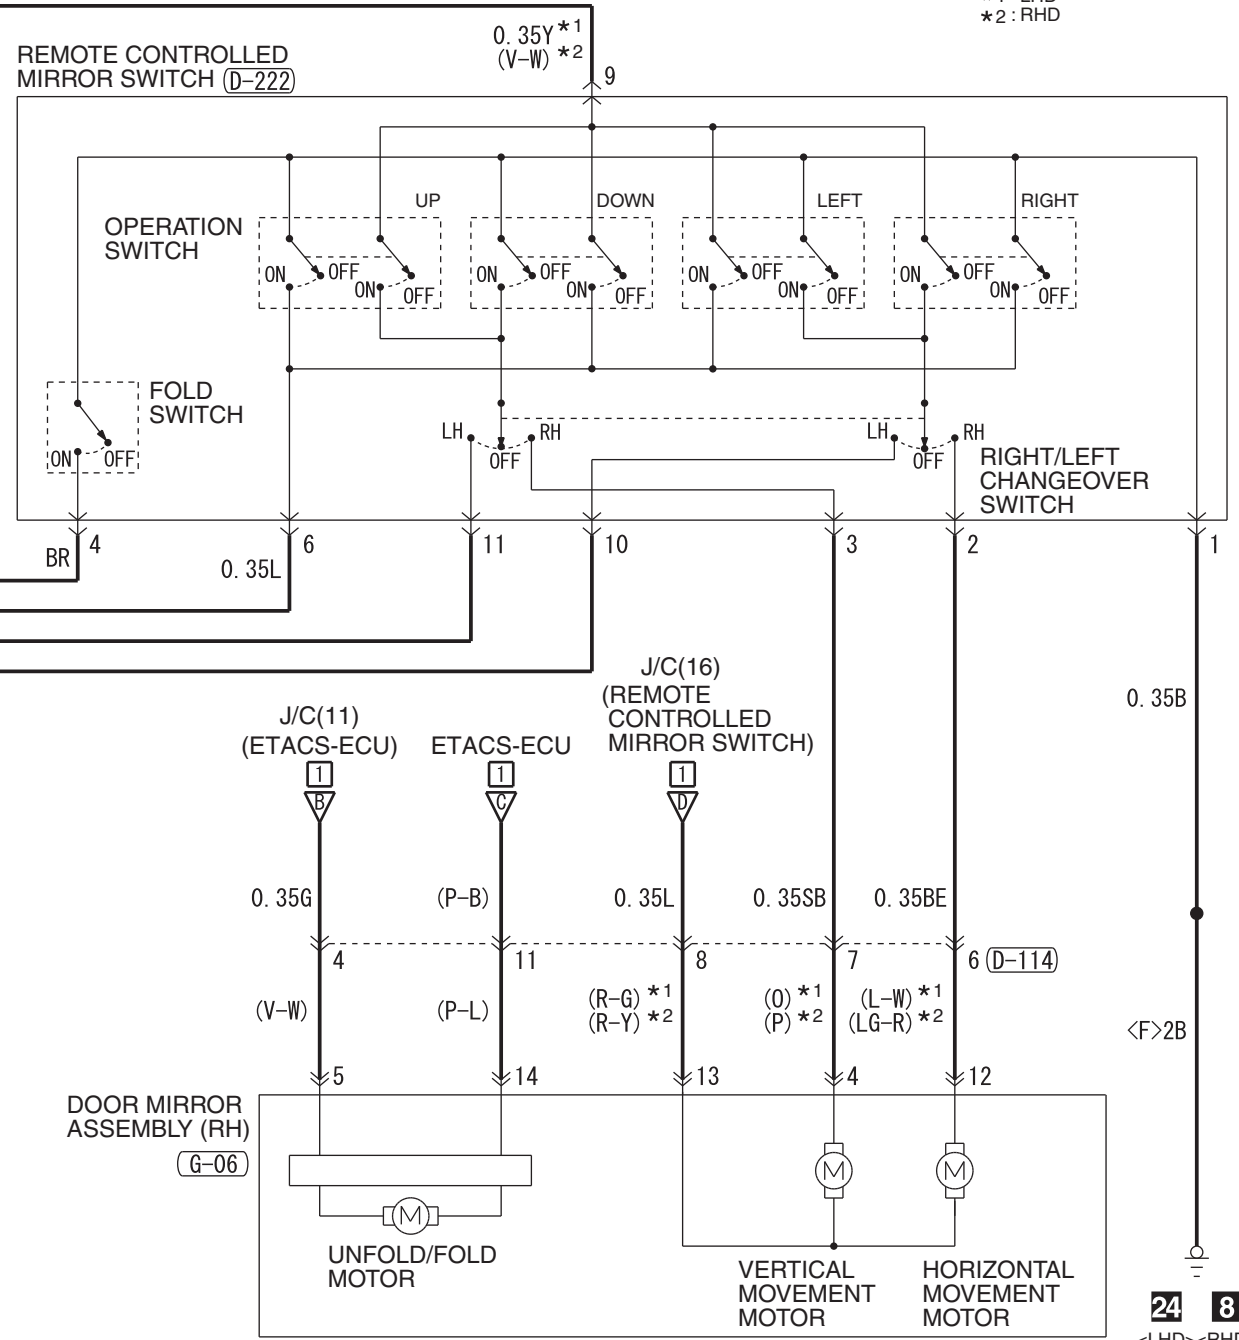 *2 : RHD
0.35Y *1
(V-W) *2
REMOTE CONTROLLED
MIRROR SWITCH (D-222)
9
UP
DOWN
LEFT
RIGHT
OPERATION
SWITCH
ON OFF ON OFF
ON OFF ON OFF
ON OFF ON OFF
ON OFF ON OFF
FOLD
SWITCH
ON OFF
LH RH
OFF
LH RH
OFF
RIGHT/LEFT
CHANGEOVER
SWITCH
4 6 11 10 3 2 1
BR
0.35L
J/C(11)
(ETACS-ECU)
1
B
ETACS-ECU
1
C
J/C(16)
(REMOTE
CONTROLLED
MIRROR SWITCH)
1
D
0.35B
0.35G (P-B) 0.35L 0.35SB 0.35BE
4 11 8 7 6 D-114
(V-W) (P-L)
(R-G) *1 (O) *1 (L-W) *1
(R-Y) *2 (P) *2 (LG-R) *2
<F>2B
5 14 13 4 12
DOOR MIRROR
ASSEMBLY (RH)
G-06
M
M
M
UNFOLD/FOLD
MOTOR
VERTICAL
MOVEMENT
MOTOR
HORIZONTAL
MOVEMENT
MOTOR
24 8